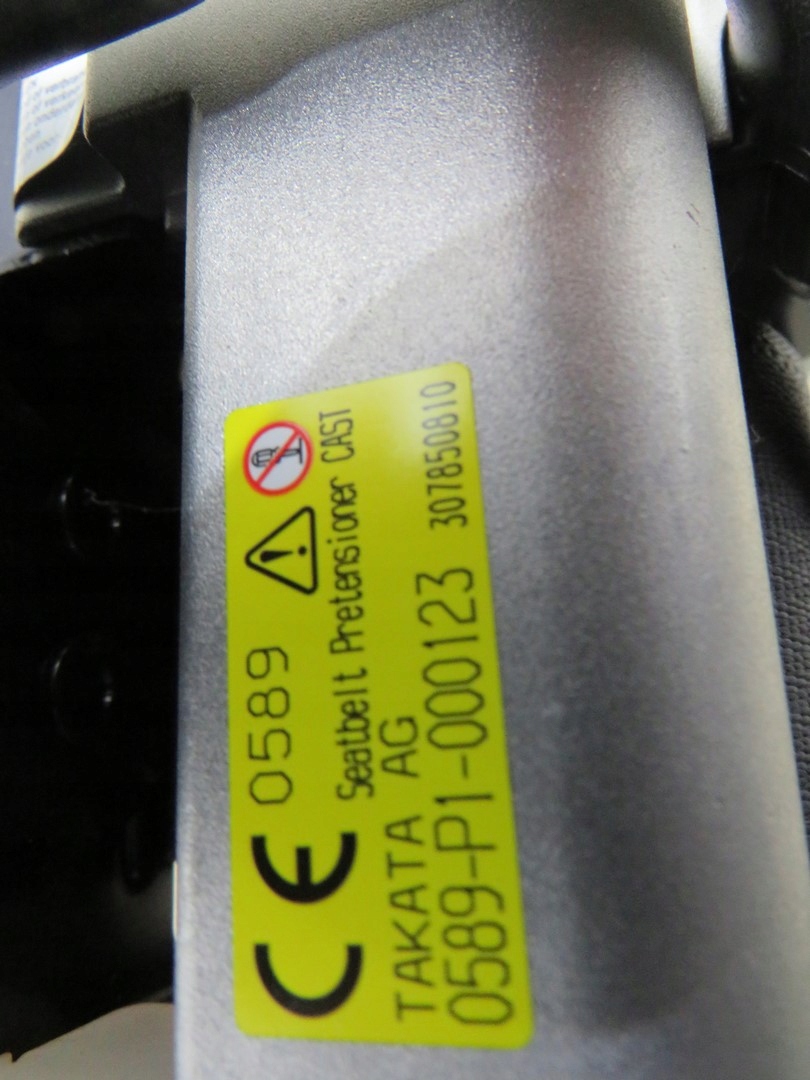 CE 0589
Seatbelt Pretensioner CAST
TAKATA AG
0589-P1-000123 307850810